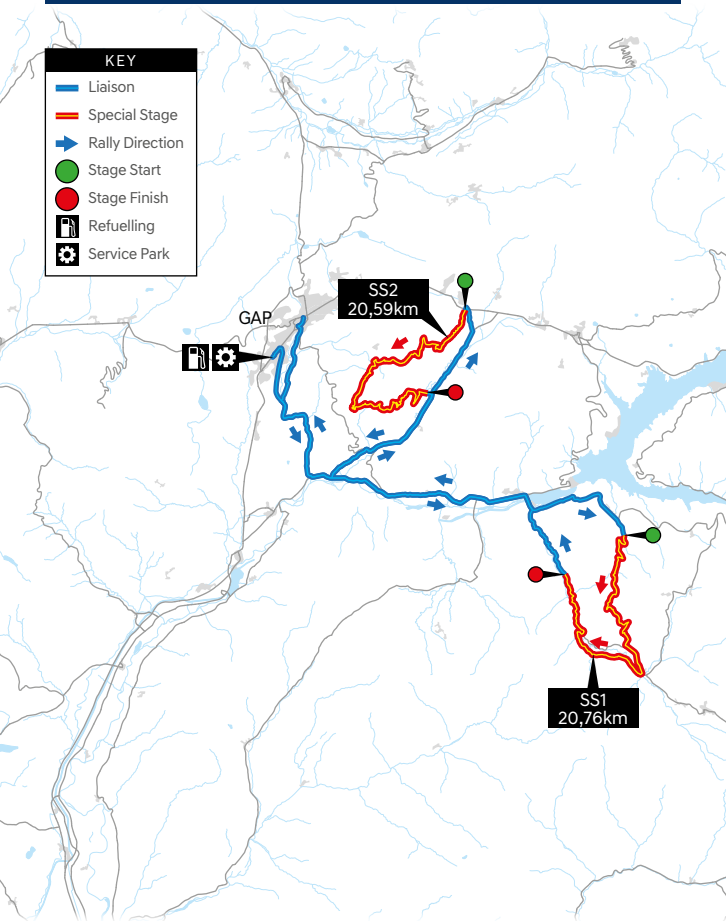 KEY
Liaison
Special Stage
Rally Direction
Stage Start
Stage Finish
Refuelling
Service Park
SS2
20,59km
GAP
SS1
20,76km